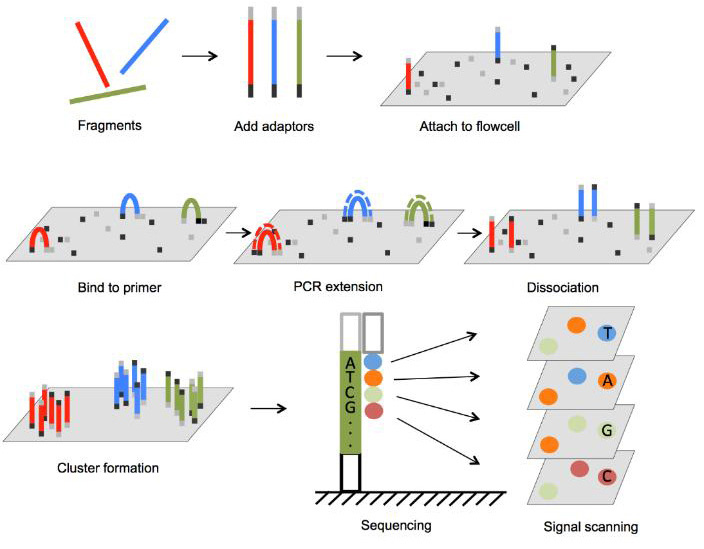 Fragments
Add adaptors
Attach to flowcell
Bind to primer
PCR extension
Dissociation
Cluster formation
A
T
C
G
.
.
.
Sequencing
T
A
G
C
Signal scanning